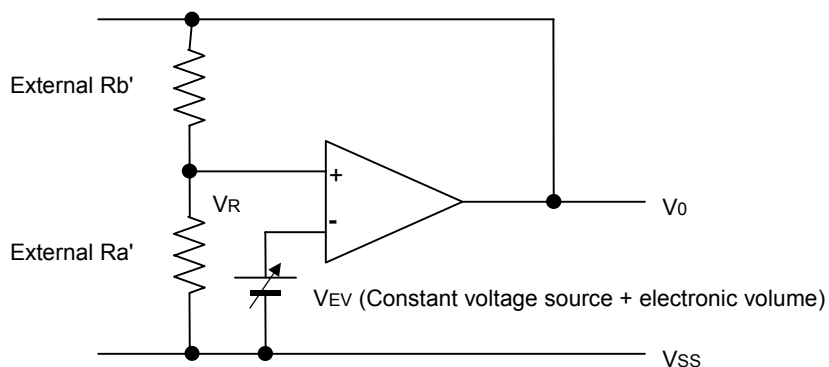 External Rb'
+
VR
V0
-
External Ra'
VEV (Constant voltage source + electronic volume)
VSS